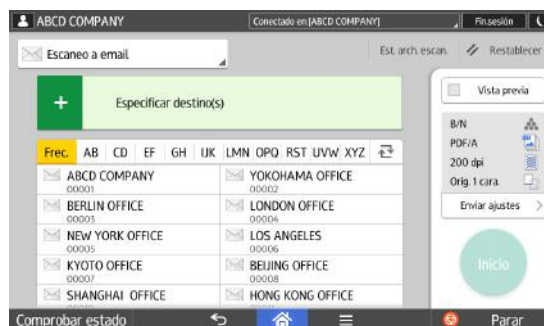 ABCD COMPANY
Conectado en:[ABCD COMPANY]
Fin.sesión
Escaneo a email
Est. arch. escan.
Restablecer
+
Especificar destino(s)
Vista previa
B/N
PDF/A
200 dpi
Orig. 1 cara
Enviar ajustes
Inicio
Frec. AB CD EF GH IJK LMN OPQ RST UVW XYZ
ABCD COMPANY
00001
YOKOHAMA OFFICE
00002
BERLIN OFFICE
00003
LONDON OFFICE
00004
NEW YORK OFFICE
00005
LOS ANGELES
00006
KYOTO OFFICE
00007
BEIJING OFFICE
00008
SHANGHAI OFFICE
HONG KONG OFFICE
Comprobar estado
Parar